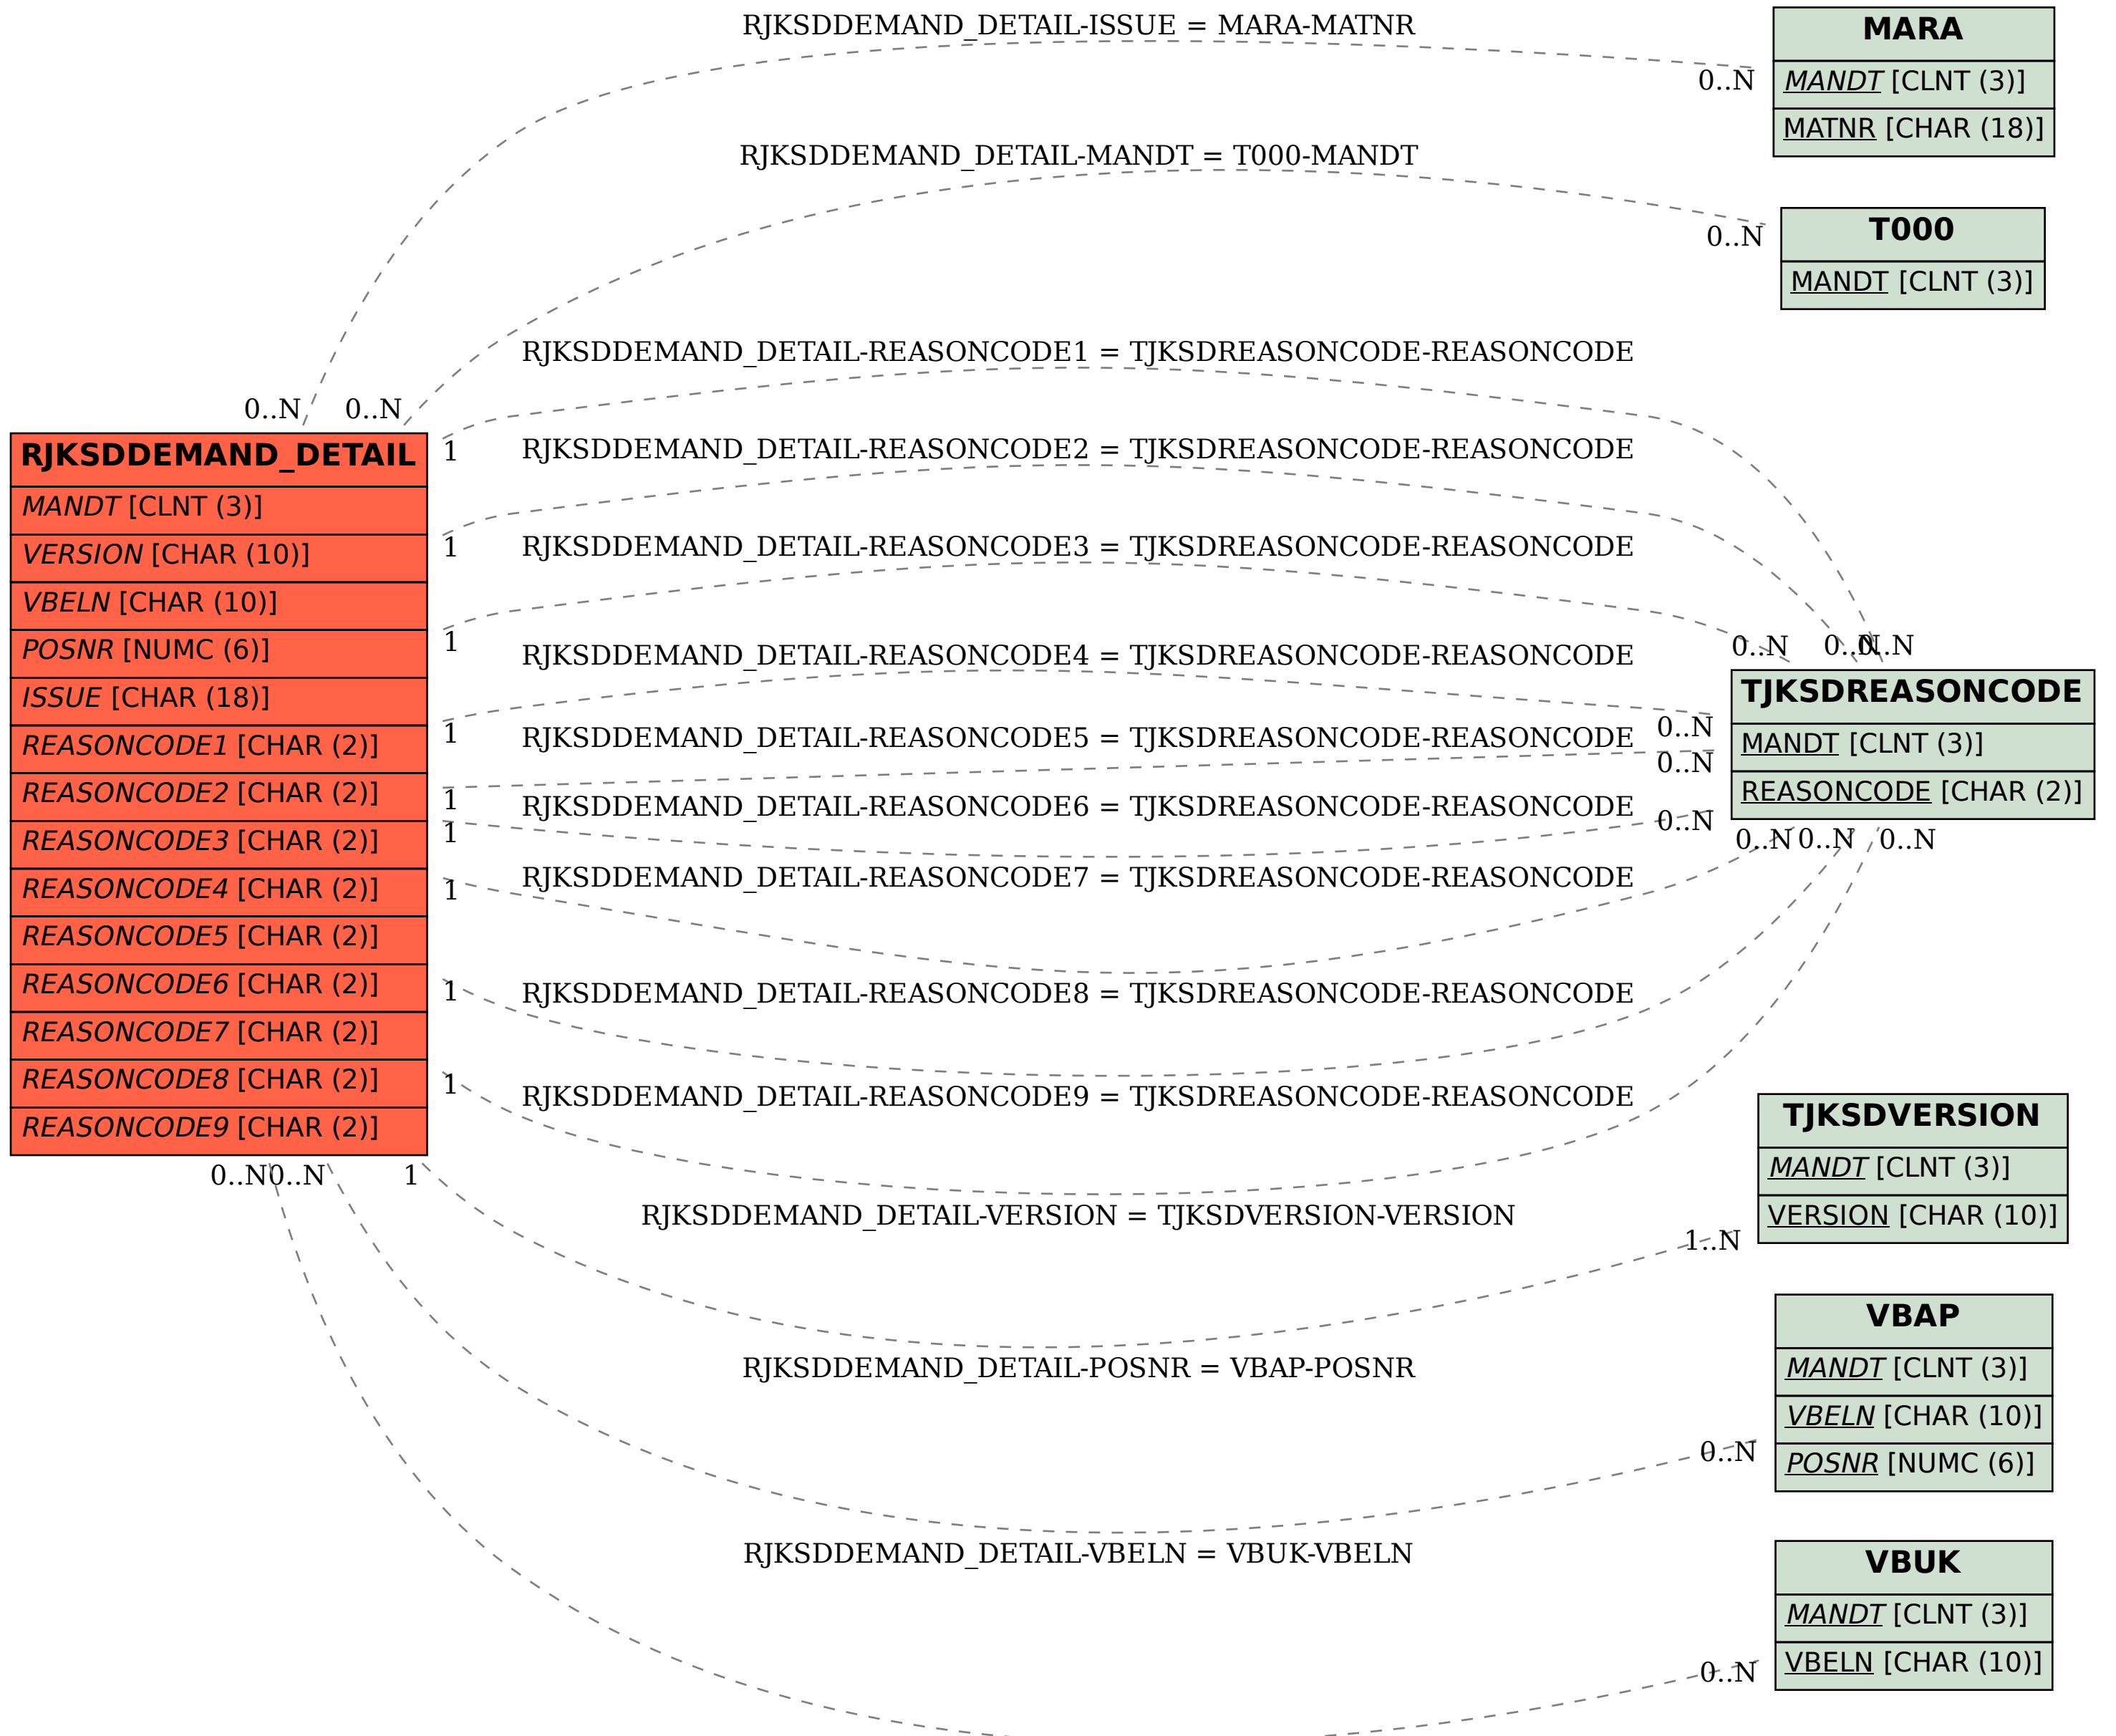 RJKSDDEMAND_DETAIL-ISSUE = MARA-MATNR
0..N
0..N
MARA
MANDT [CLNT (3)]
MATNR [CHAR (18)]
RJKSDDEMAND_DETAIL-MANDT = T000-MANDT
0..N
0..N
T000
MANDT [CLNT (3)]
RJKSDDEMAND_DETAIL
MANDT [CLNT (3)]
VERSION [CHAR (10)]
VBELN [CHAR (10)]
POSNR [NUMC (6)]
ISSUE [CHAR (18)]
REASONCODE1 [CHAR (2)]
REASONCODE2 [CHAR (2)]
REASONCODE3 [CHAR (2)]
REASONCODE4 [CHAR (2)]
REASONCODE5 [CHAR (2)]
REASONCODE6 [CHAR (2)]
REASONCODE7 [CHAR (2)]
REASONCODE8 [CHAR (2)]
REASONCODE9 [CHAR (2)]
RJKSDDEMAND_DETAIL-REASONCODE1 = TJKSDREASONCODE-REASONCODE
1
0..N
RJKSDDEMAND_DETAIL-REASONCODE2 = TJKSDREASONCODE-REASONCODE
1
0..N
RJKSDDEMAND_DETAIL-REASONCODE3 = TJKSDREASONCODE-REASONCODE
1
0..N
RJKSDDEMAND_DETAIL-REASONCODE4 = TJKSDREASONCODE-REASONCODE
1
0..N
RJKSDDEMAND_DETAIL-REASONCODE5 = TJKSDREASONCODE-REASONCODE
1
0..N
RJKSDDEMAND_DETAIL-REASONCODE6 = TJKSDREASONCODE-REASONCODE
1
0..N
RJKSDDEMAND_DETAIL-REASONCODE7 = TJKSDREASONCODE-REASONCODE
1
0..N
RJKSDDEMAND_DETAIL-REASONCODE8 = TJKSDREASONCODE-REASONCODE
1
0..N
RJKSDDEMAND_DETAIL-REASONCODE9 = TJKSDREASONCODE-REASONCODE
1
0..N
TJKSDREASONCODE
MANDT [CLNT (3)]
REASONCODE [CHAR (2)]
RJKSDDEMAND_DETAIL-VERSION = TJKSDVERSION-VERSION
1
1..N
TJKSDVERSION
MANDT [CLNT (3)]
VERSION [CHAR (10)]
RJKSDDEMAND_DETAIL-POSNR = VBAP-POSNR
0..N
0..N
VBAP
MANDT [CLNT (3)]
VBELN [CHAR (10)]
POSNR [NUMC (6)]
RJKSDDEMAND_DETAIL-VBELN = VBUK-VBELN
0..N
0..N
VBUK
MANDT [CLNT (3)]
VBELN [CHAR (10)]